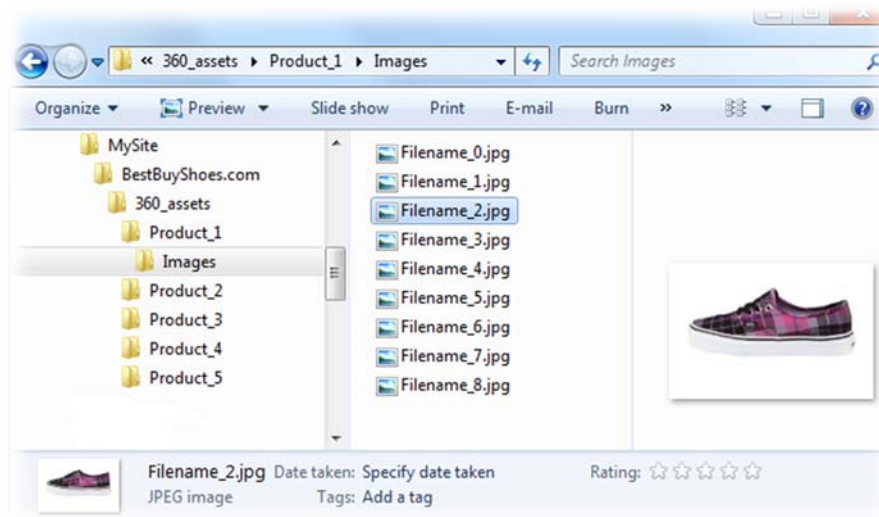 « 360_assets ▸ Product_1 ▸ Images
Search Images
Organize Preview Slide show Print E-mail Burn »
MySite
BestBuyShoes.com
360_assets
Product_1
Images
Product_2
Product_3
Product_4
Product_5
Filename_0.jpg
Filename_1.jpg
Filename_2.jpg
Filename_3.jpg
Filename_4.jpg
Filename_5.jpg
Filename_6.jpg
Filename_7.jpg
Filename_8.jpg
Filename_2.jpg Date taken: Specify date taken Rating:
JPEG image Tags: Add a tag